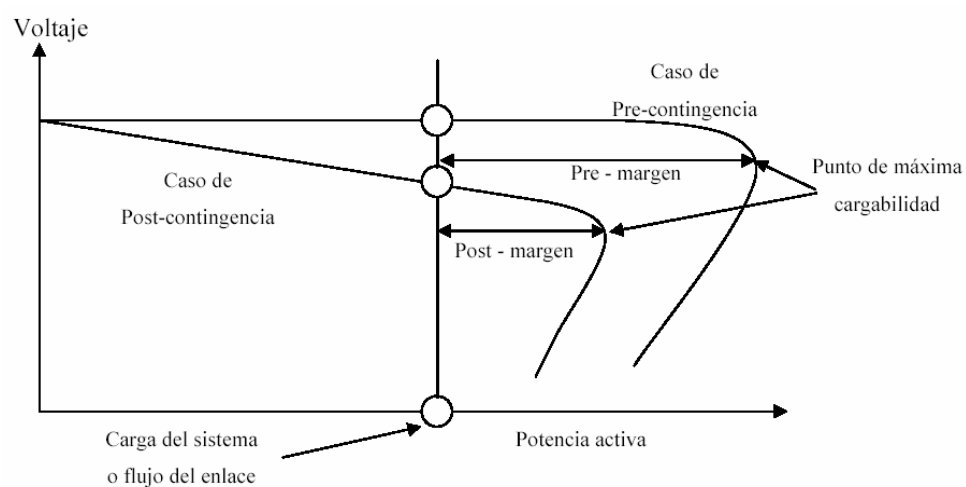 Voltaje
Caso de
Pre-contingencia
Pre - margen
Punto de máxima
cargabilidad
Caso de
Post-contingencia
Post - margen
Carga del sistema
o flujo del enlace
Potencia activa